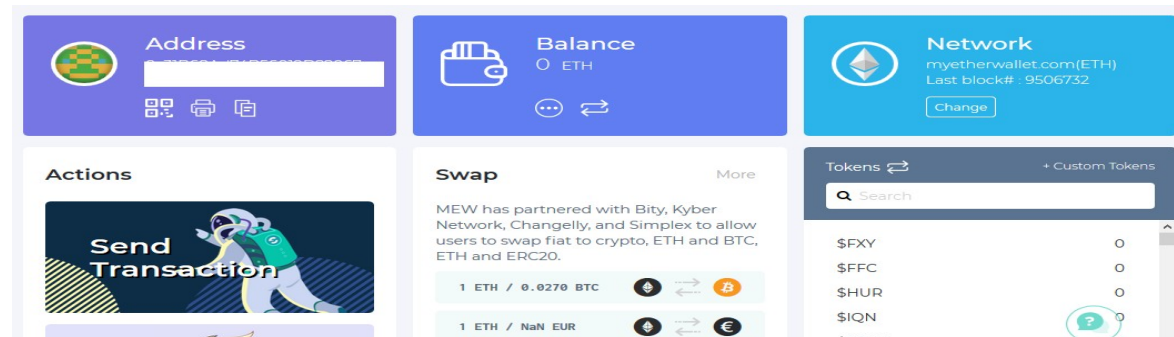 Address
Balance
0 ETH
Network
myetherwallet.com(ETH)
Last block# : 9506732
Change
Actions
Send
Transaction
Swap
More
MEW has partnered with Bity, Kyber
Network, Changelly, and Simplex to allow
users to swap fiat to crypto, ETH and BTC,
ETH and ERC20.
1 ETH / 0.0270 BTC
1 ETH / NaN EUR
Tokens
+ Custom Tokens
Search
$FXY 0
$FFC 0
$HUR 0
$IQN 0